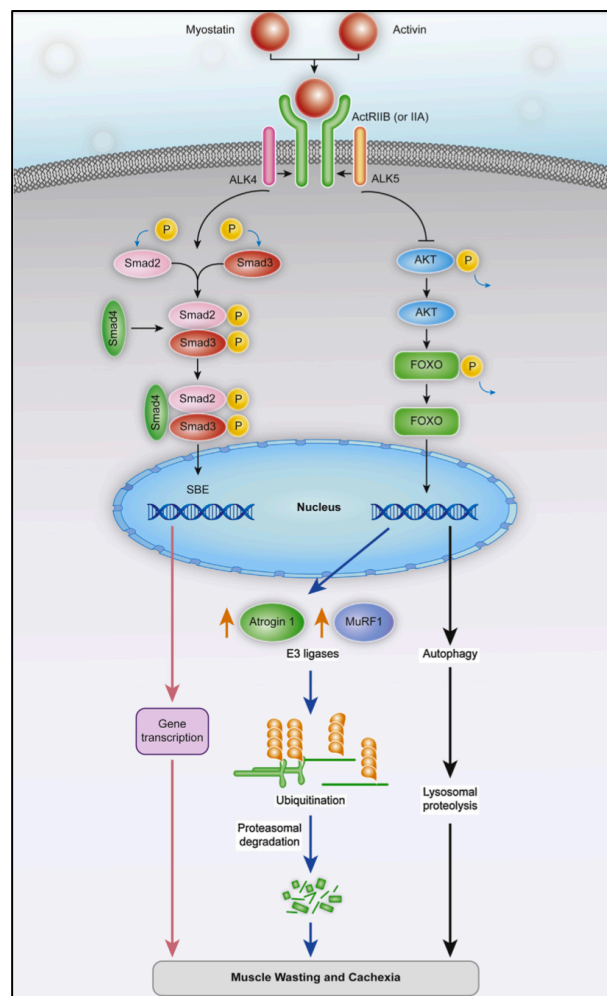 Myostatin
Activin
ActRIIB (or IIA)
ALK4
ALK5
P
P
Smad2
Smad3
AKT
P
Smad4
Smad2
P
Smad3
P
AKT
FOXO
P
Smad4
Smad2
P
Smad3
P
FOXO
SBE
Nucleus
Atrogin 1
MuRF1
E3 ligases
Autophagy
Gene
transcription
Ubiquitination
Lysosomal
proteolysis
Proteasomal
degradation
Muscle Wasting and Cachexia